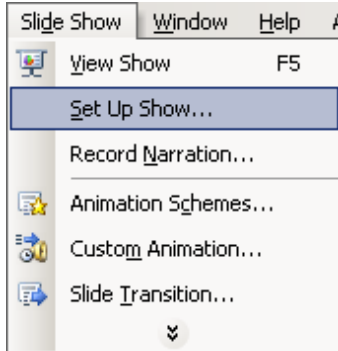 Slide Show Window Help
View Show F5
Set Up Show...
Record Narration...
Animation Schemes...
Custom Animation...
Slide Transition...